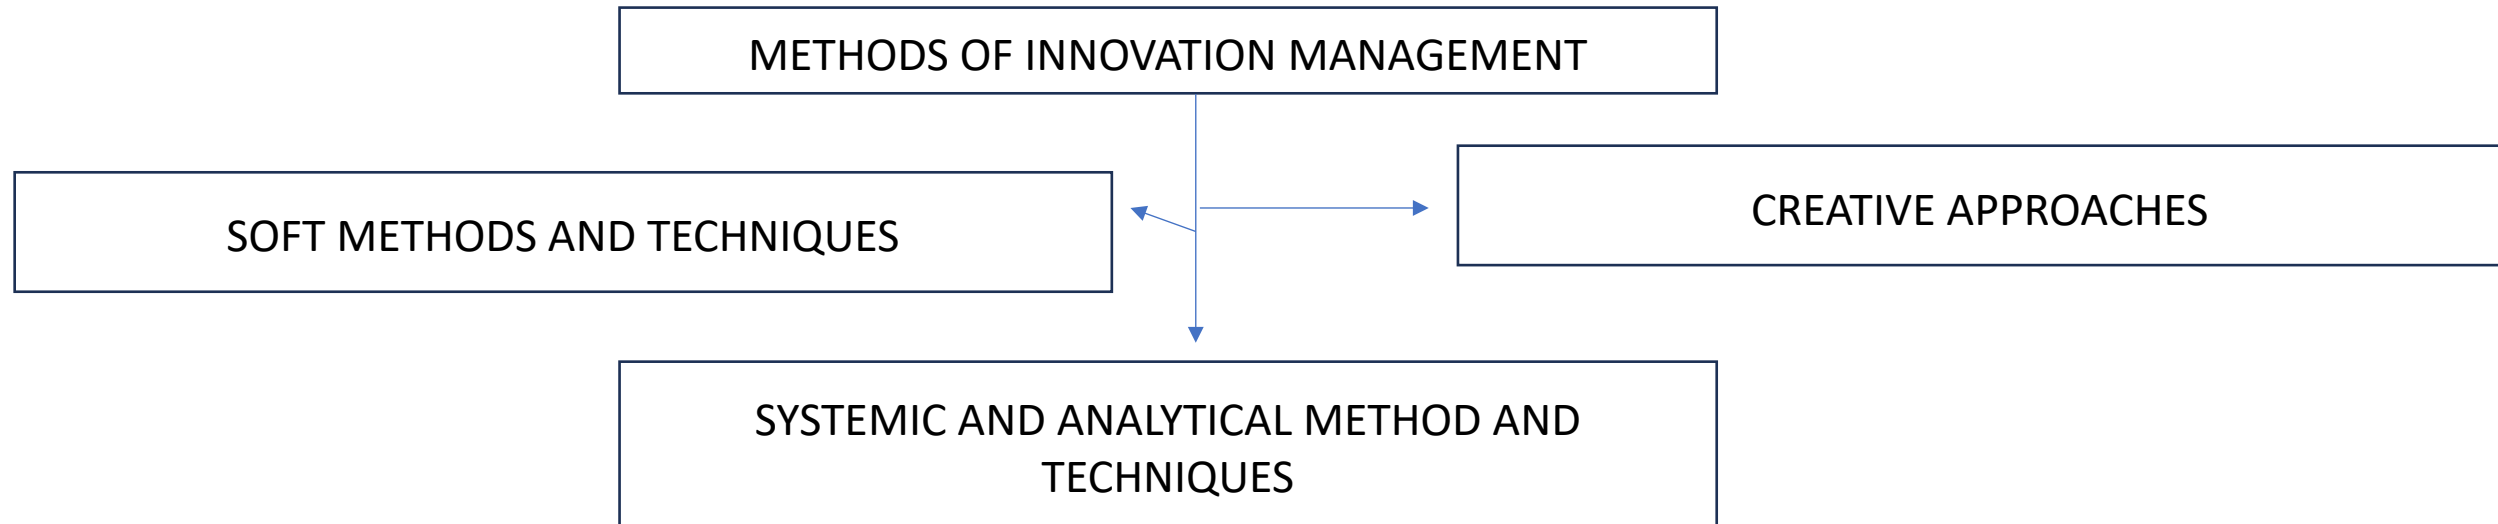 METHODS OF INNOVATION MANAGEMENT
SOFT METHODS AND TECHNIQUES
CREATIVE APPROACHES
SYSTEMIC AND ANALYTICAL METHOD AND
TECHNIQUES